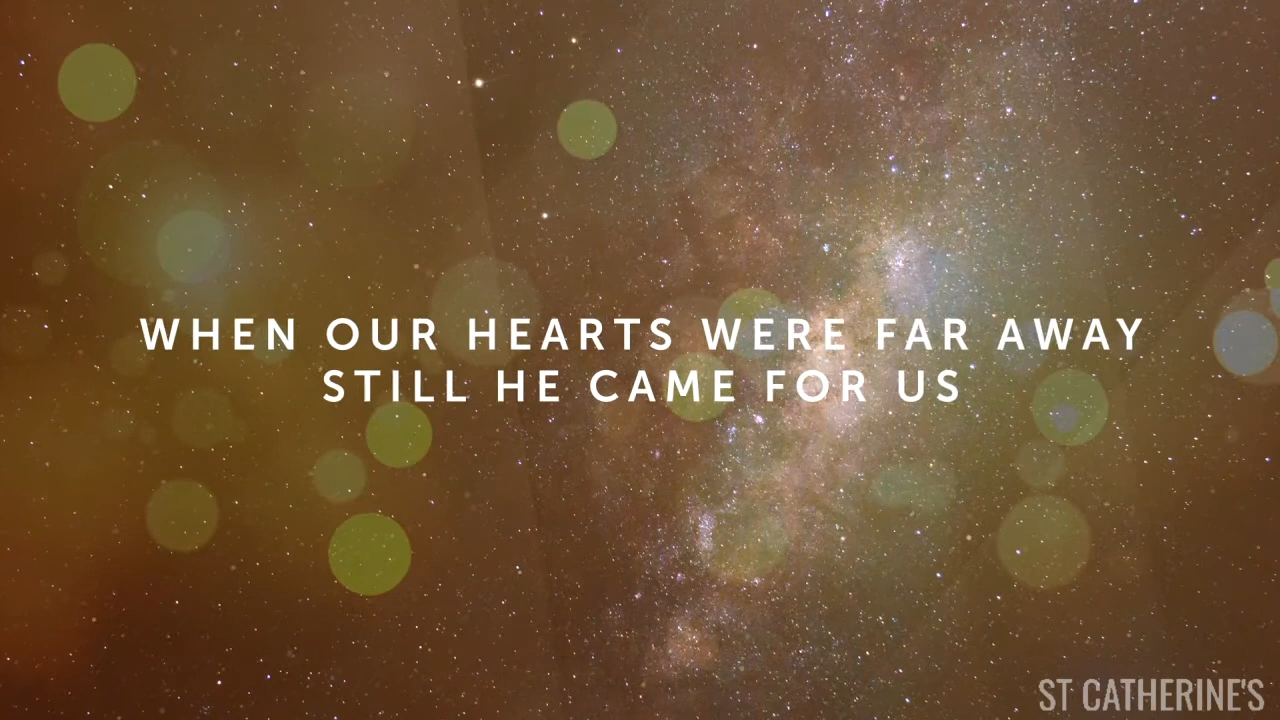 WHEN OUR HEARTS WERE FAR AWAY
STILL HE CAME FOR US
ST CATHERINE'S